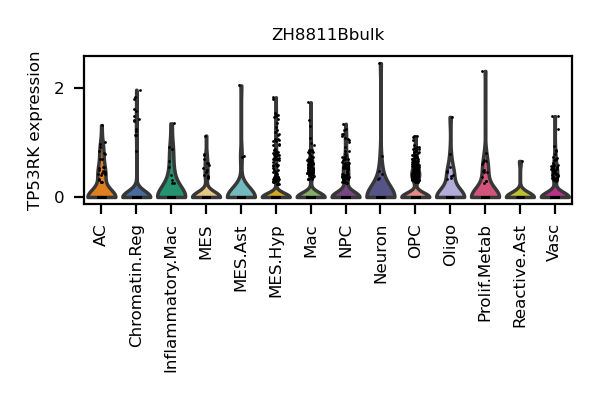 ZH8811Bbulk
TP53RK expression
2
0
AC
Chromatin.Reg
Inflammatory.Mac
MES
MES.Ast
MES.Hyp
Mac
NPC
Neuron
OPC
Oligo
Prolif.Metab
Reactive.Ast
Vasc